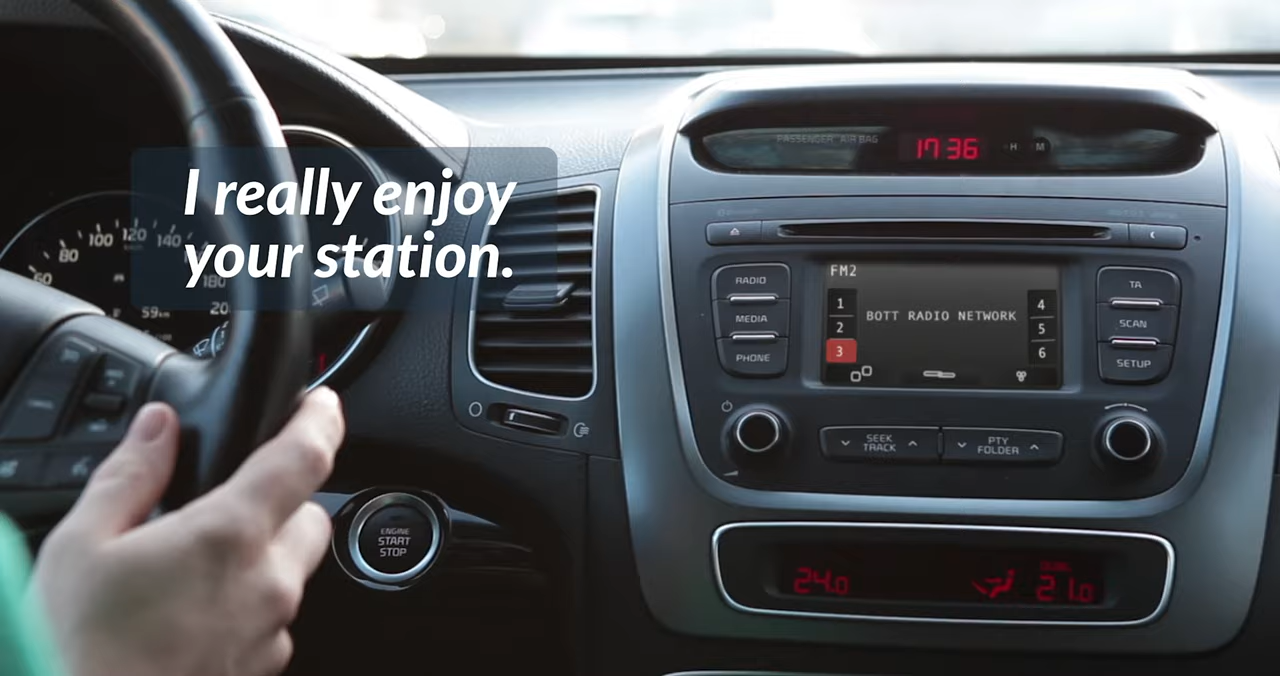 I really enjoy
your station.
PASSENGER AIR BAG
17:36
H M
60
80
100
120
140
180
20
59
RADIO
MEDIA
PHONE
FM2
1
2
3
BOTT RADIO NETWORK
4
5
6
TA
SCAN
SETUP
SEEK
TRACK
PTY
FOLDER
ENGINE
START
STOP
24.0
DUAL
21.0